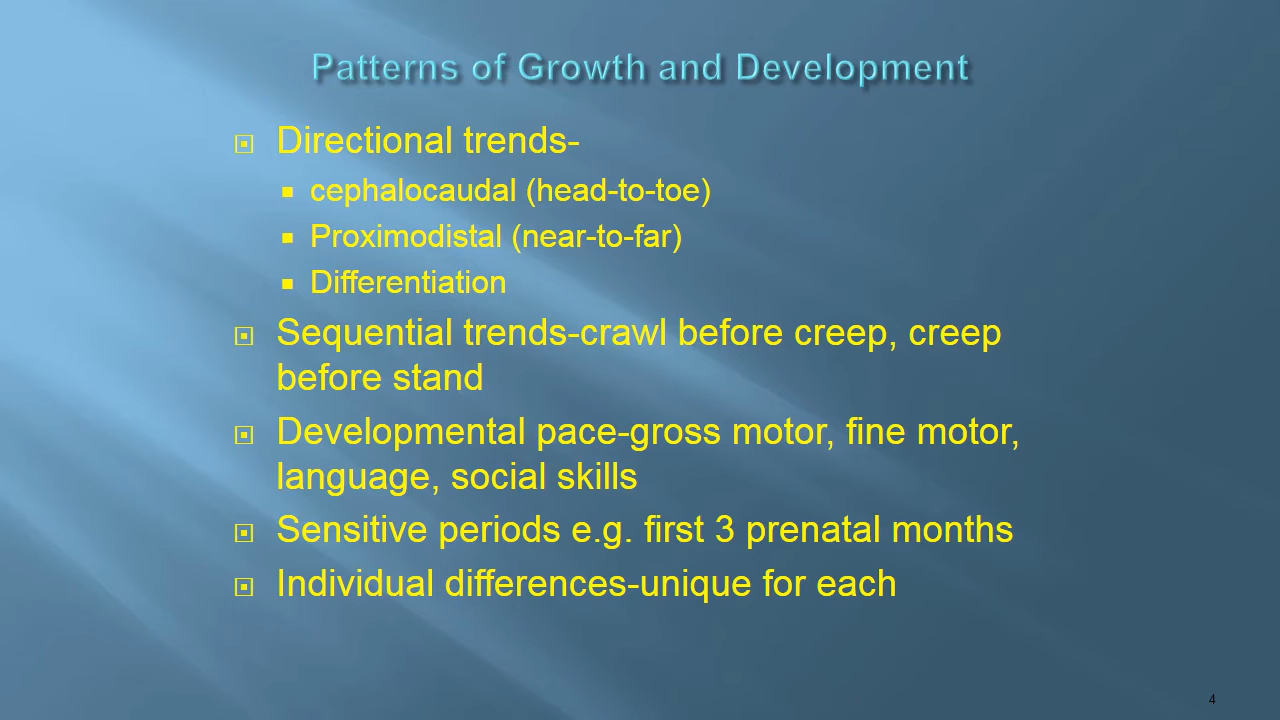 Patterns of Growth and Development
Directional trends-
cephalocaudal (head-to-toe)
Proximodistal (near-to-far)
Differentiation
Sequential trends-crawl before creep, creep
before stand
Developmental pace-gross motor, fine motor,
language, social skills
Sensitive periods e.g. first 3 prenatal months
Individual differences-unique for each
4